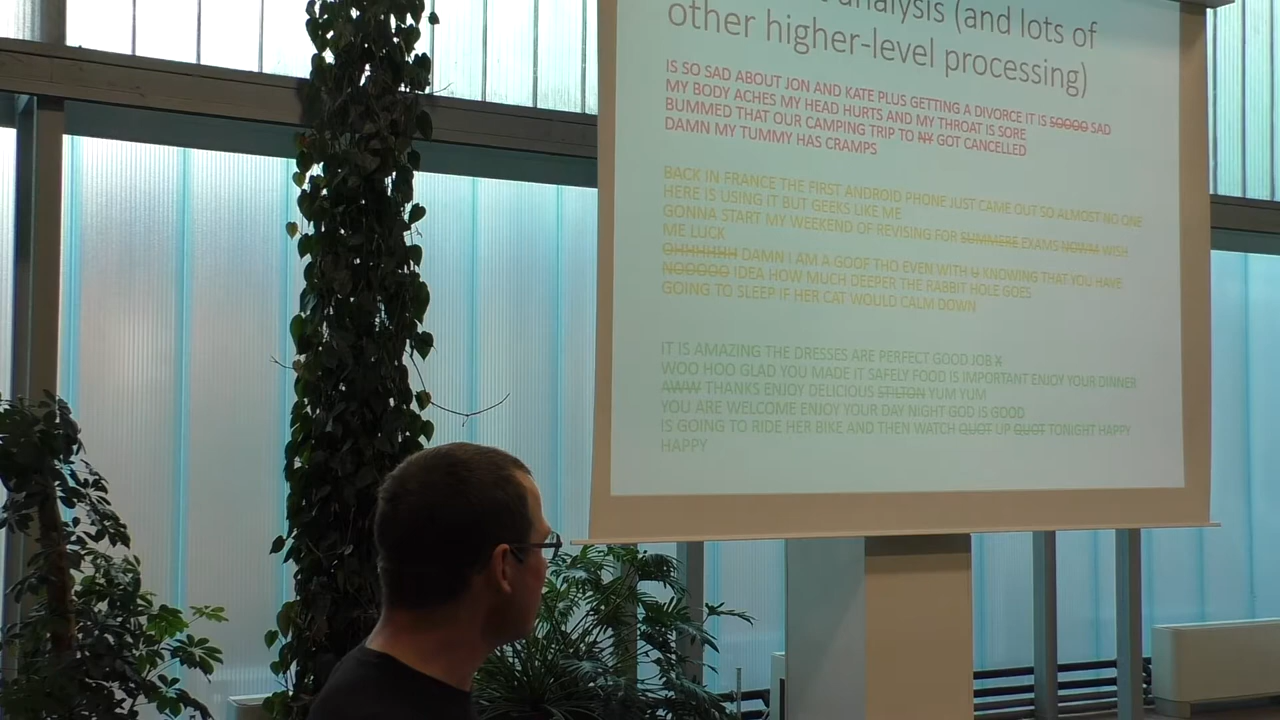 analysis (and lots of
other higher-level processing)
IS SO SAD ABOUT JON AND KATE PLUS GETTING A DIVORCE IT IS SOOOO SAD
MY BODY ACHES MY HEAD HURTS AND MY THROAT IS SORE
BUMMED THAT OUR CAMPING TRIP TO NY GOT CANCELLED
DAMN MY TUMMY HAS CRAMPS
BACK IN FRANCE THE FIRST ANDROID PHONE JUST CAME OUT SO ALMOST NO ONE
HERE IS USING IT BUT GEEKS LIKE ME
GONNA START MY WEEKEND OF REVISING FOR SUMMERE EXAMS WISH
ME LUCK
OHHHHHH DAMN I AM A GOOF THO EVEN WITH U KNOWING THAT YOU HAVE
NOOOOO IDEA HOW MUCH DEEPER THE RABBIT HOLE GOES
GOING TO SLEEP IF HER CAT WOULD CALM DOWN
IT IS AMAZING THE DRESSES ARE PERFECT GOOD JOB X
WOO HOO GLAD YOU MADE IT SAFELY FOOD IS IMPORTANT ENJOY YOUR DINNER
AWW THANKS ENJOY DELICIOUS STILTON YUM YUM
YOU ARE WELCOME ENJOY YOUR DAY NIGHT GOD IS GOOD
IS GOING TO RIDE HER BIKE AND THEN WATCH QUOT UP QUOT TONIGHT HAPPY
HAPPY